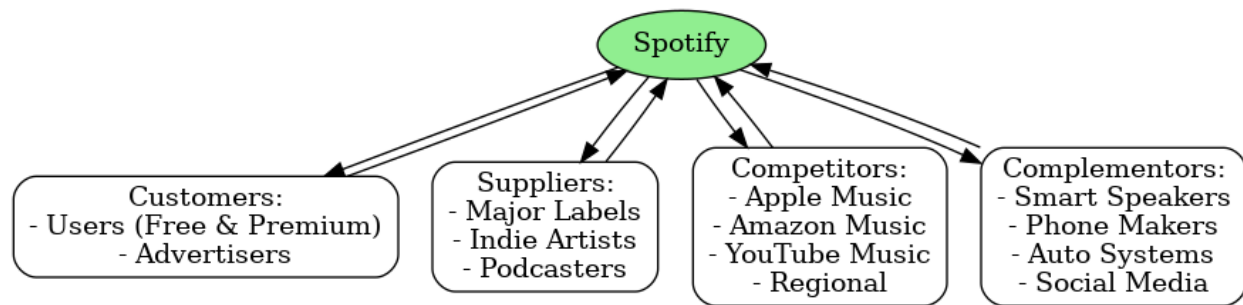 Spotify
Customers:
- Users (Free & Premium)
- Advertisers
Suppliers:
- Major Labels
- Indie Artists
- Podcasters
Competitors:
- Apple Music
- Amazon Music
- YouTube Music
- Regional
Complementors:
- Smart Speakers
- Phone Makers
- Auto Systems
- Social Media